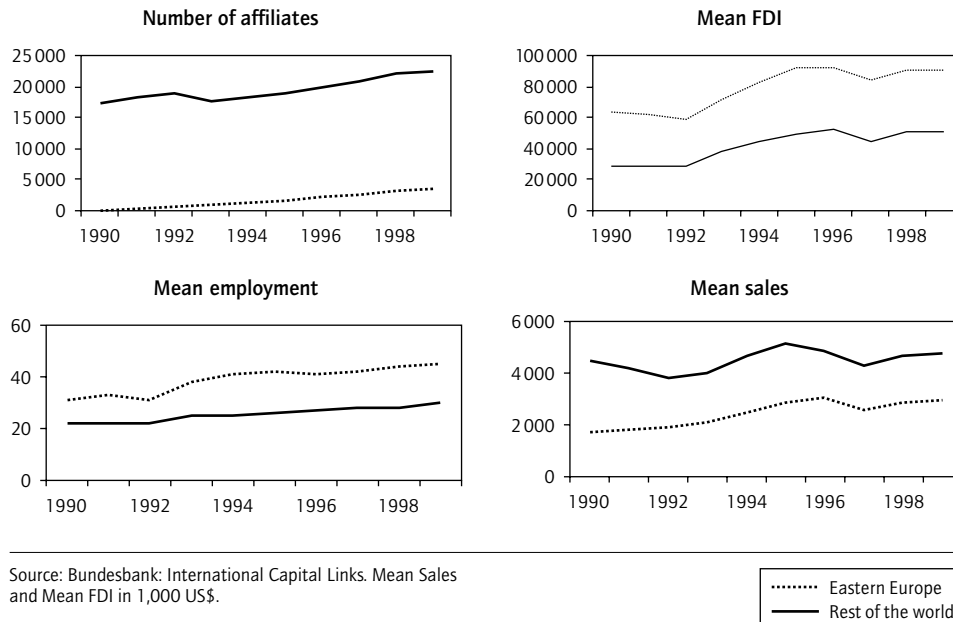 Number of affiliates
25 000
20 000
15 000
10 000
5 000
0
1990 1992 1994 1996 1998
Mean FDI
100 000
80 000
60 000
40 000
20 000
0
1990 1992 1994 1996 1998
Mean employment
60
40
20
0
1990 1992 1994 1996 1998
Mean sales
6 000
4 000
2 000
0
1990 1992 1994 1996 1998
Source: Bundesbank: International Capital Links. Mean Sales
and Mean FDI in 1,000 US$.
Eastern Europe
Rest of the world